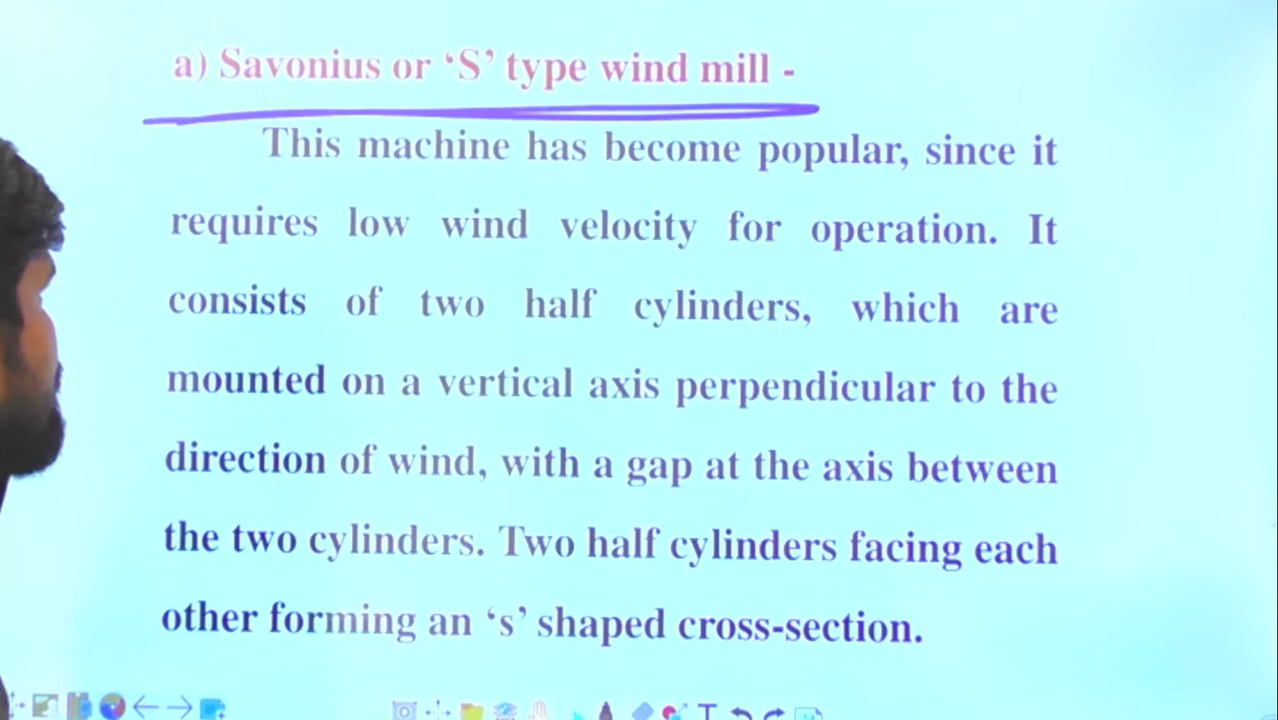 a) Savonius or ‘S’ type wind mill -
This machine has become popular, since it
requires low wind velocity for operation. It
consists of two half cylinders, which are
mounted on a vertical axis perpendicular to the
direction of wind, with a gap at the axis between
the two cylinders. Two half cylinders facing each
other forming an ‘s’ shaped cross-section.